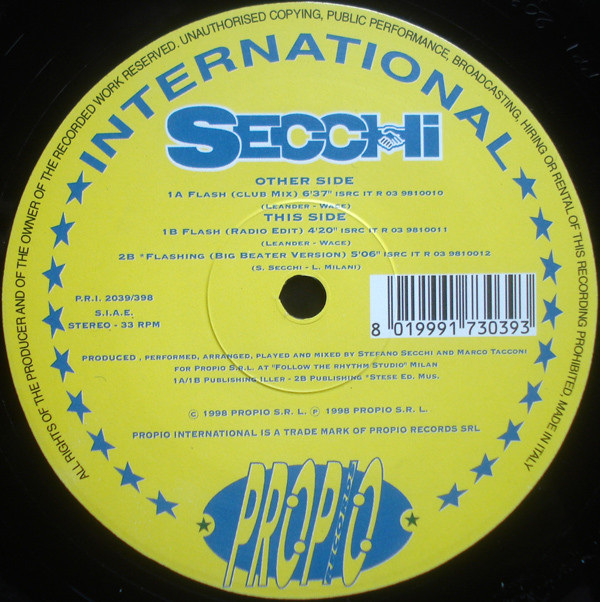 ALL RIGHTS OF THE PRODUCER AND OF THE OWNER OF THE RECORDED WORK RESERVED. UNAUTHORISED COPYING, PUBLIC PERFORMANCE, BROADCASTING, HIRING OR RENTAL OF THIS RECORDING PROHIBITED, MADE IN ITALY
INTERNATIONAL
SECCHi
OTHER SIDE
1A FLASH (CLUB MIX) 6'37" ISRC IT R 03 9810010
(LEANDER - WACE)
THIS SIDE
1B FLASH (RADIO EDIT) 4'20" ISRC IT R 03 9810011
(LEANDER - WACE)
2B *FLASHING (BIG BEATER VERSION) 5'06" ISRC IT R 03 9810012
(S. SECCHI - L. MILANI)
P.R.I. 2039/398
S.I.A.E.
STEREO - 33 RPM
8 019991 730393
PRODUCED, PERFORMED, ARRANGED, PLAYED AND MIXED BY STEFANO SECCHI AND MARCO TACCONI
FOR PROPIO S.R.L. AT "FOLLOW THE RHYTHM STUDIO" MILAN
1A/1B PUBLISHING ILLER - 2B PUBLISHING *STESE ED. MUS.
© 1998 PROPIO S.R. L. ℗ 1998 PROPIO S.R. L.
PROPIO INTERNATIONAL IS A TRADE MARK OF PROPIO RECORDS SRL
PROPIO